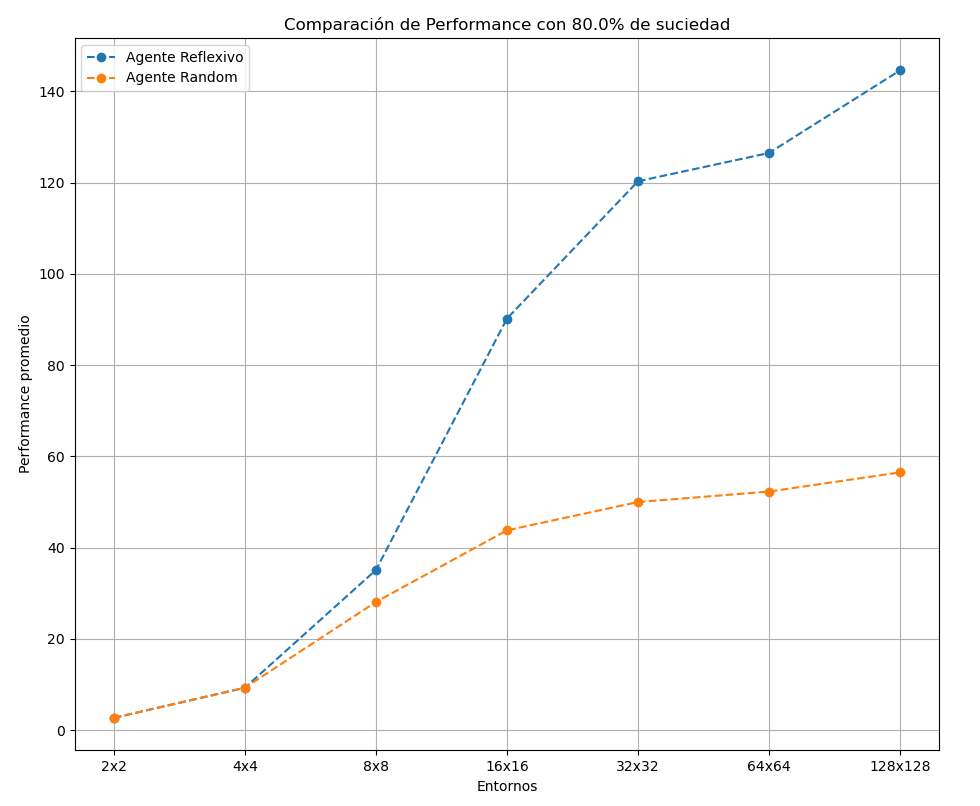 Comparación de Performance con 80.0% de suciedad
Agente Reflexivo
Agente Random
Performance promedio
140
120
100
80
60
40
20
0
2x2 4x4 8x8 16x16 32x32 64x64 128x128
Entornos